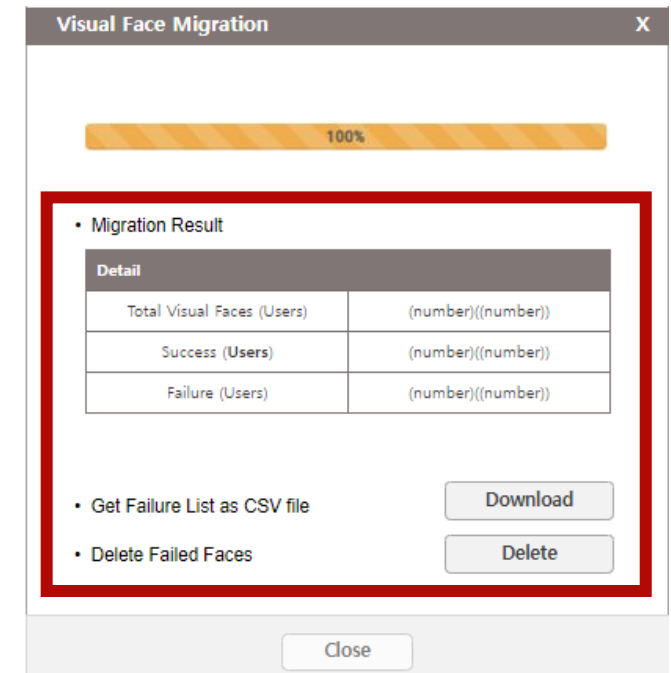 Visual Face Migration X
100%
• Migration Result
Detail
Total Visual Faces (Users) (number)((number))
Success (Users) (number)((number))
Failure (Users) (number)((number))
• Get Failure List as CSV file Download
• Delete Failed Faces Delete
Close